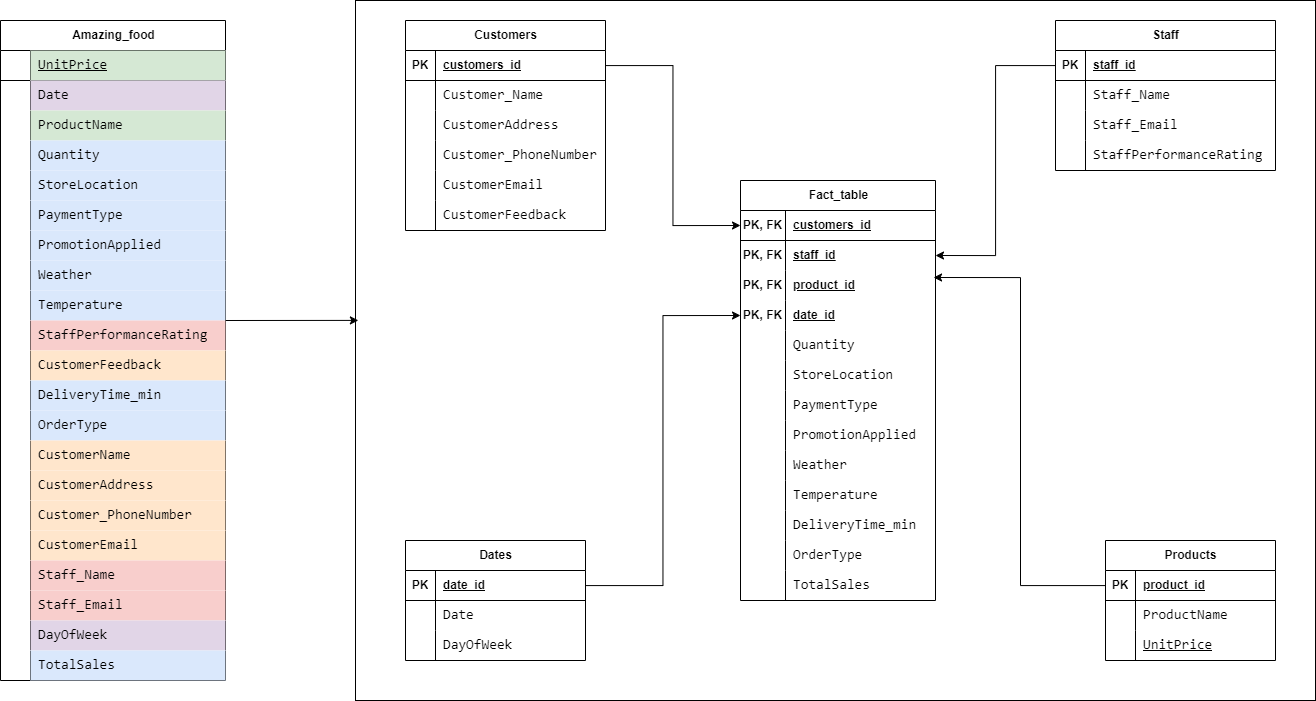 Amazing_food
UnitPrice
Date
ProductName
Quantity
StoreLocation
PaymentType
PromotionApplied
Weather
Temperature
StaffPerformanceRating
CustomerFeedback
DeliveryTime_min
OrderType
CustomerName
CustomerAddress
Customer_PhoneNumber
CustomerEmail
Staff_Name
Staff_Email
DayOfWeek
TotalSales
Customers
PK customers_id
Customer_Name
CustomerAddress
Customer_PhoneNumber
CustomerEmail
CustomerFeedback
Staff
PK staff_id
Staff_Name
Staff_Email
StaffPerformanceRating
Fact_table
PK, FK customers_id
PK, FK staff_id
PK, FK product_id
PK, FK date_id
Quantity
StoreLocation
PaymentType
PromotionApplied
Weather
Temperature
DeliveryTime_min
OrderType
TotalSales
Dates
PK date_id
Date
DayOfWeek
Products
PK product_id
ProductName
UnitPrice